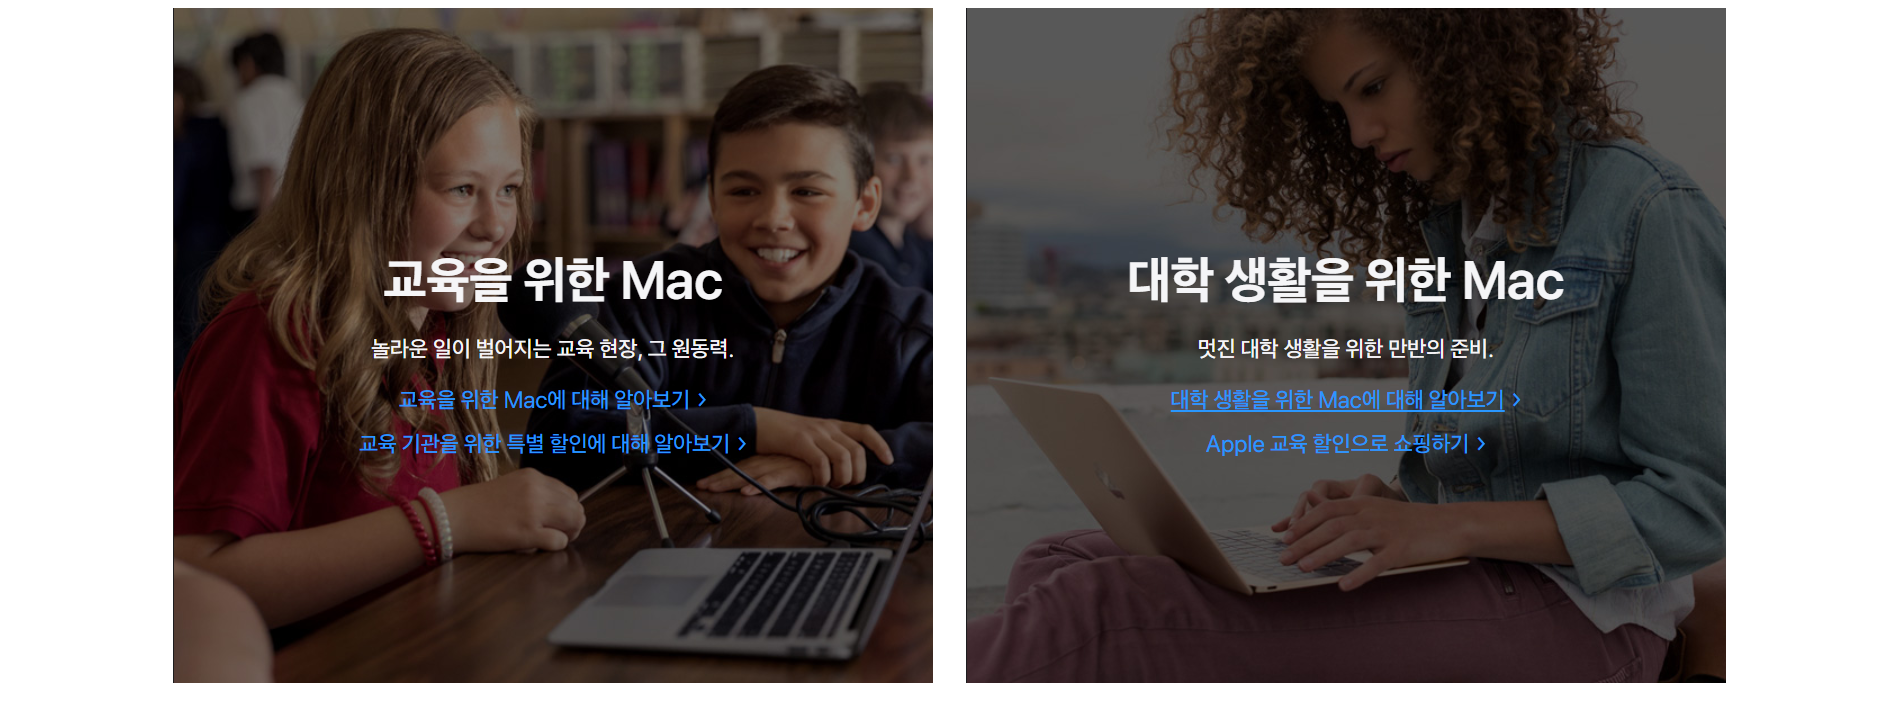 교육을 위한 Mac
놀라운 일이 벌어지는 교육 현장, 그 원동력.
교육을 위한 Mac에 대해 알아보기 >
교육 기관을 위한 특별 할인에 대해 알아보기 >
대학 생활을 위한 Mac
멋진 대학 생활을 위한 만반의 준비.
대학 생활을 위한 Mac에 대해 알아보기 >
Apple 교육 할인으로 쇼핑하기 >